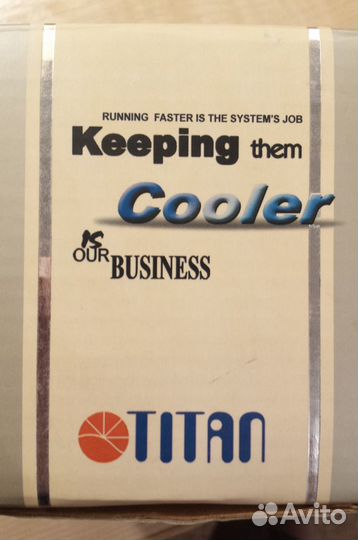 RUNNING FASTER IS THE SYSTEM'S JOB
Keeping them
Cooler
IS
OUR BUSINESS
TITAN
Avito